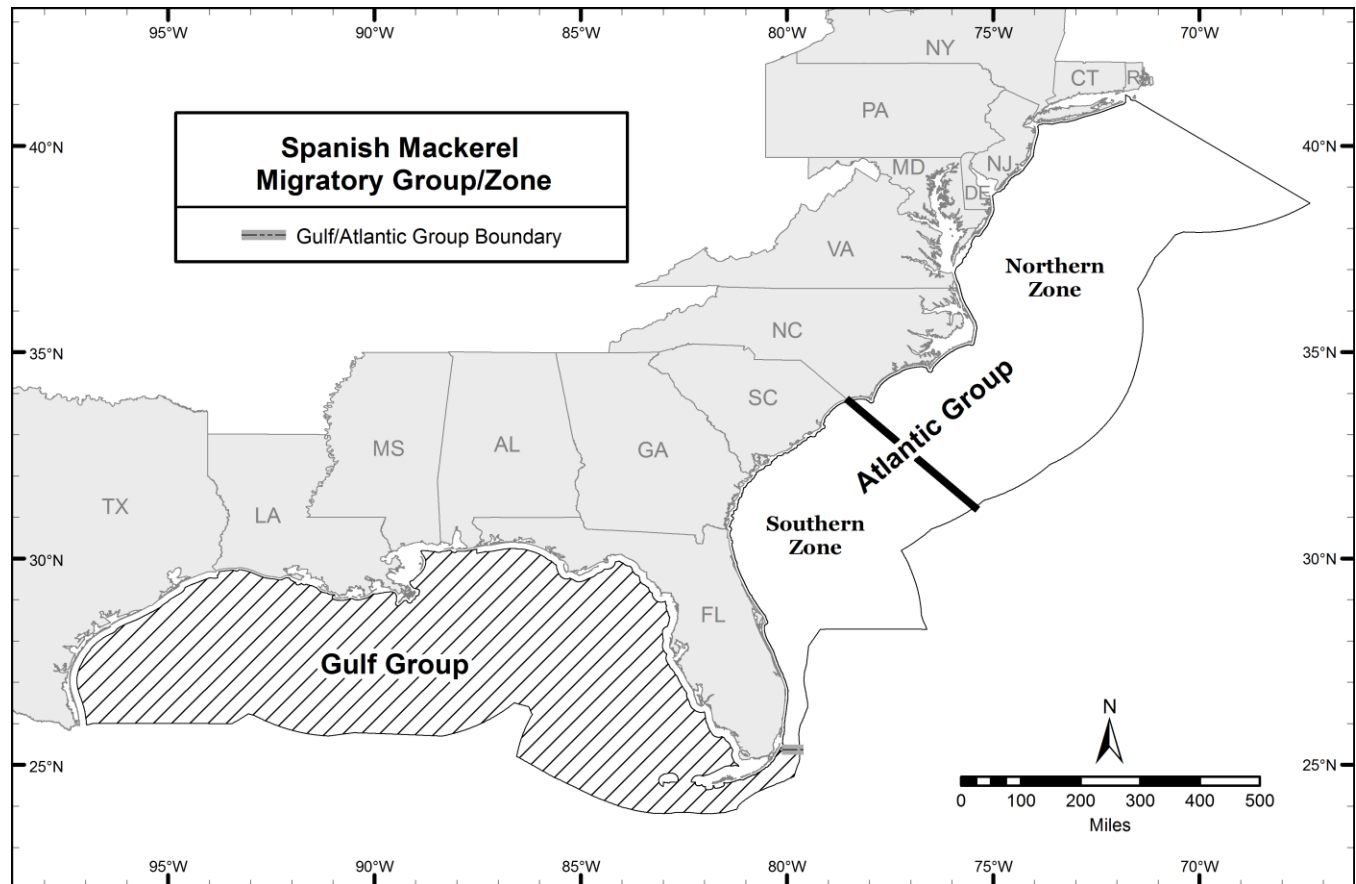 95°W 90°W 85°W 80°W 75°W 70°W
NY
CT
RI
PA
40°N
40°N
Spanish Mackerel
Migratory Group/Zone
Gulf/Atlantic Group Boundary
MD
NJ
DE
VA
Northern
Zone
NC
35°N
35°N
SC
Atlantic Group
MS
AL
GA
TX
LA
Southern
Zone
30°N
30°N
FL
Gulf Group
N
25°N
25°N
0 100 200 300 400 500
Miles
95°W 90°W 85°W 80°W 75°W 70°W